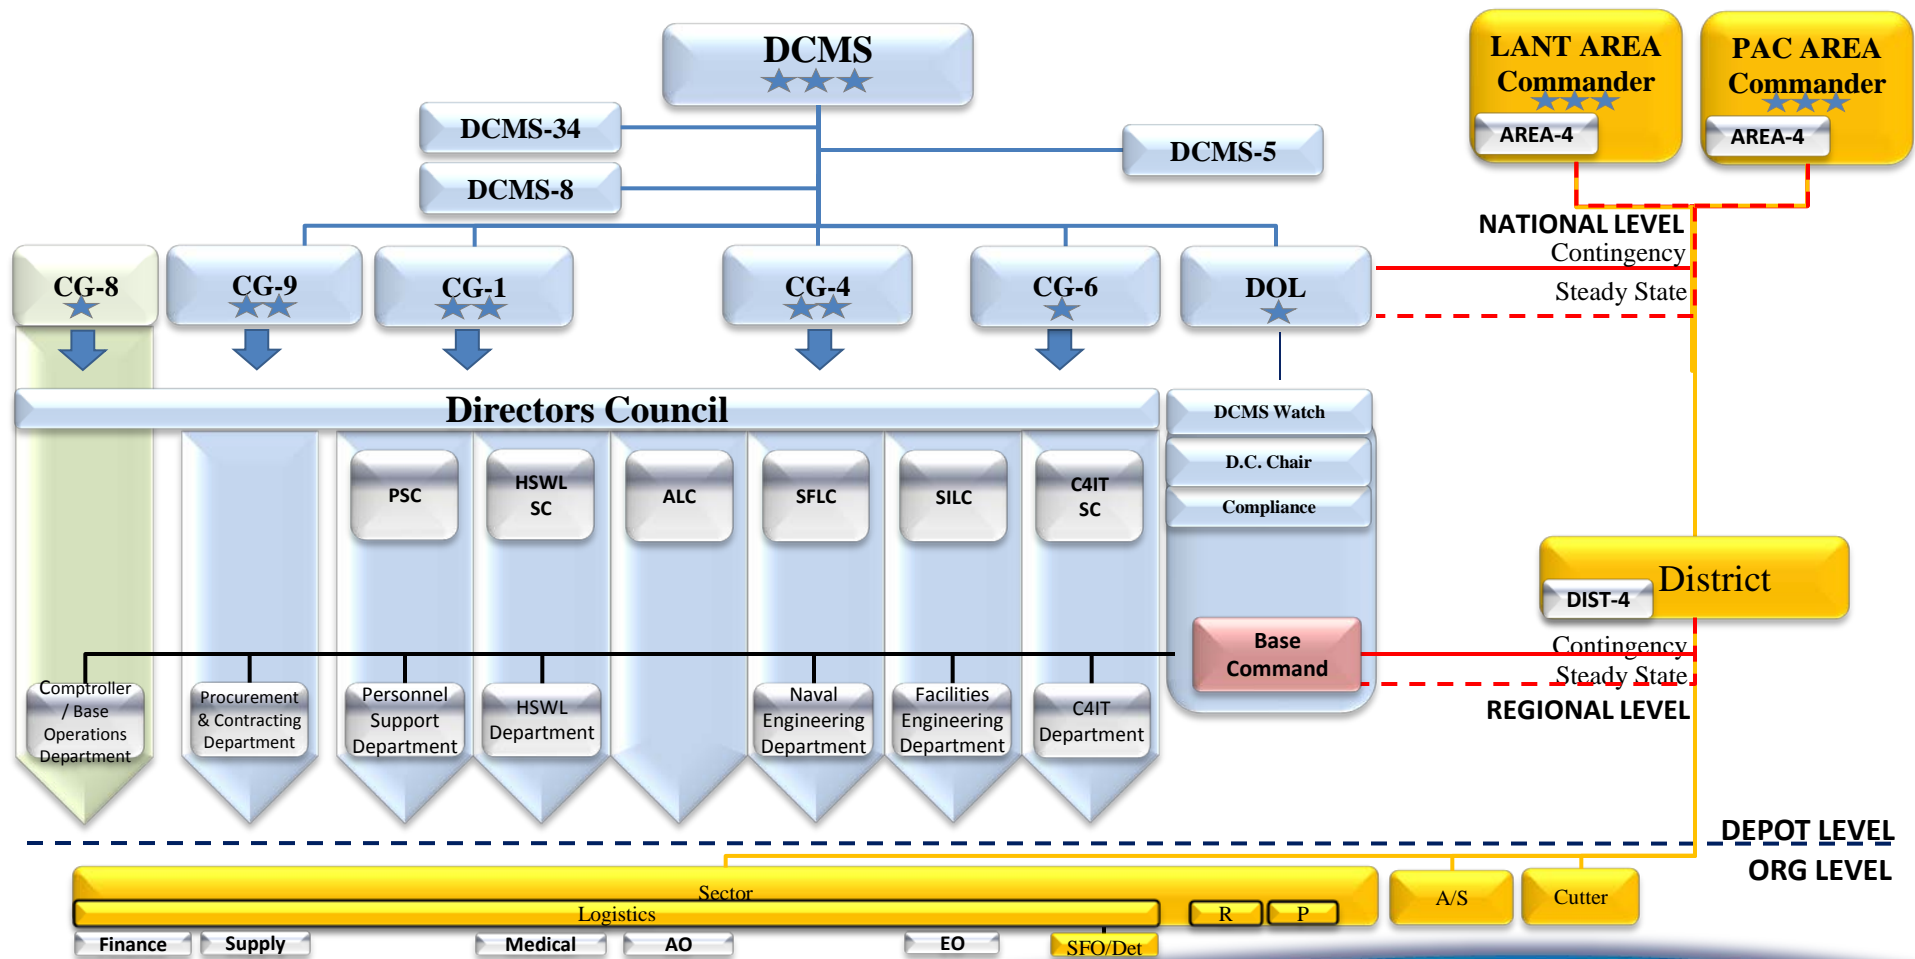 DCMS
LANT AREA
Commander
AREA-4
PAC AREA
Commander
AREA-4
DCMS-34
DCMS-5
DCMS-8
NATIONAL LEVEL
Contingency
Steady State
CG-8
CG-9
CG-1
CG-4
CG-6
DOL
Directors Council
DCMS Watch
D.C. Chair
Compliance
PSC
HSWL
SC
ALC
SFLC
SILC
C4IT
SC
District
DIST-4
Base
Command
Contingency
Steady State
REGIONAL LEVEL
Comptroller
/ Base
Operations
Department
Procurement
& Contracting
Department
Personnel
Support
Department
HSWL
Department
Naval
Engineering
Department
Facilities
Engineering
Department
C4IT
Department
DEPOT LEVEL
ORG LEVEL
Sector
Logistics
R
P
A/S
Cutter
Finance
Supply
Medical
AO
EO
SFO/Det